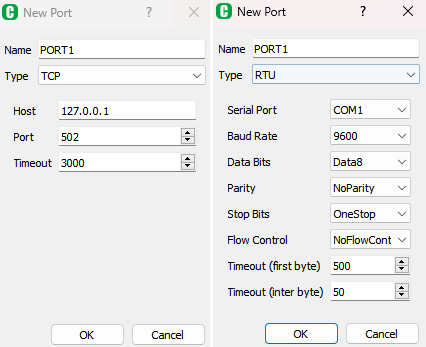 New Port ?
Name PORT1
Type TCP
Host 127.0.0.1
Port 502
Timeout 3000
OK Cancel
New Port ?
Name PORT1
Type RTU
Serial Port COM1
Baud Rate 9600
Data Bits Data8
Parity NoParity
Stop Bits OneStop
Flow Control NoFlowCont
Timeout (first byte) 500
Timeout (inter byte) 50
OK Cancel